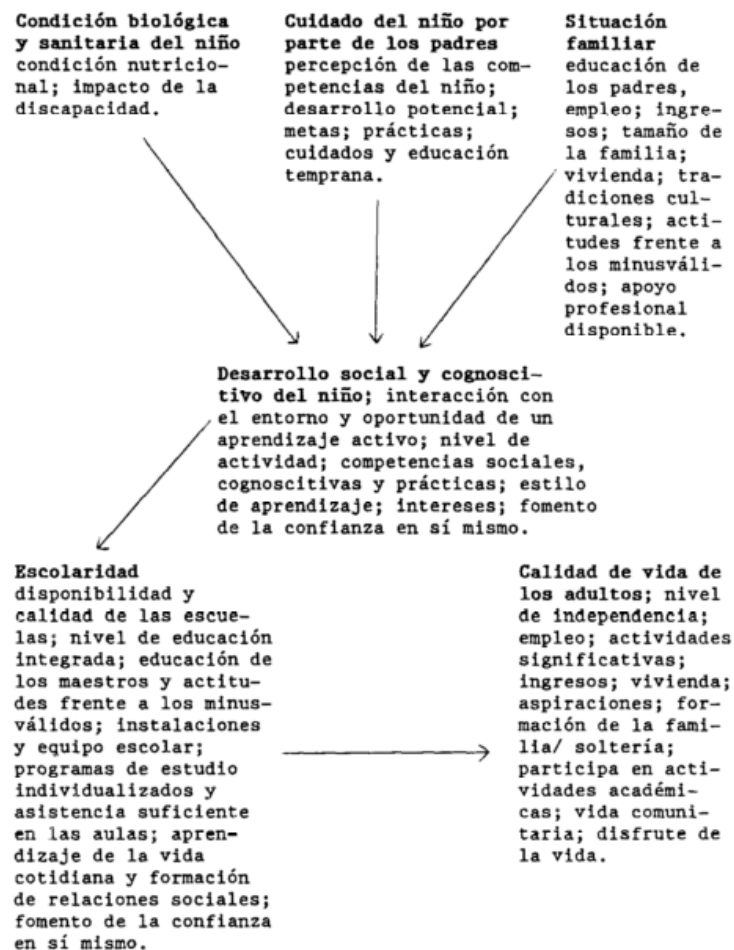 Condición biológica
y sanitaria del niño
condición nutricio-
nal; impacto de la
discapacidad.
Cuidado del niño por
parte de los padres
percepción de las com-
petencias del niño;
desarrollo potencial;
metas; prácticas;
cuidados y educación
temprana.
Situación
familiar
educación de
los padres,
empleo; ingre-
sos; tamaño de
la familia;
vivienda; tra-
diciones cul-
turales; acti-
tudes frente a
los minusváli-
dos; apoyo
profesional
disponible.
Desarrollo social y cognosci-
tivo del niño; interacción con
el entorno y oportunidad de un
aprendizaje activo; nivel de
actividad; competencias sociales,
cognoscitivas y prácticas; estilo
de aprendizaje; intereses; fomento
de la confianza en sí mismo.
Escolaridad
disponibilidad y
calidad de las escue-
las; nivel de educación
integrada; educación de
los maestros y actitu-
des frente a los minus-
válidos; instalaciones
y equipo escolar;
programas de estudio
individualizados y
asistencia suficiente
en las aulas; apren-
dizaje de la vida
cotidiana y formación
de relaciones sociales;
fomento de la confianza
en sí mismo.
Calidad de vida de
los adultos; nivel
de independencia;
empleo; actividades
significativas;
ingresos; vivienda;
aspiraciones; for-
mación de la fami-
lia/ soltería;
participa en acti-
vidades académi-
cas; vida comuni-
taria; disfrute de
la vida.